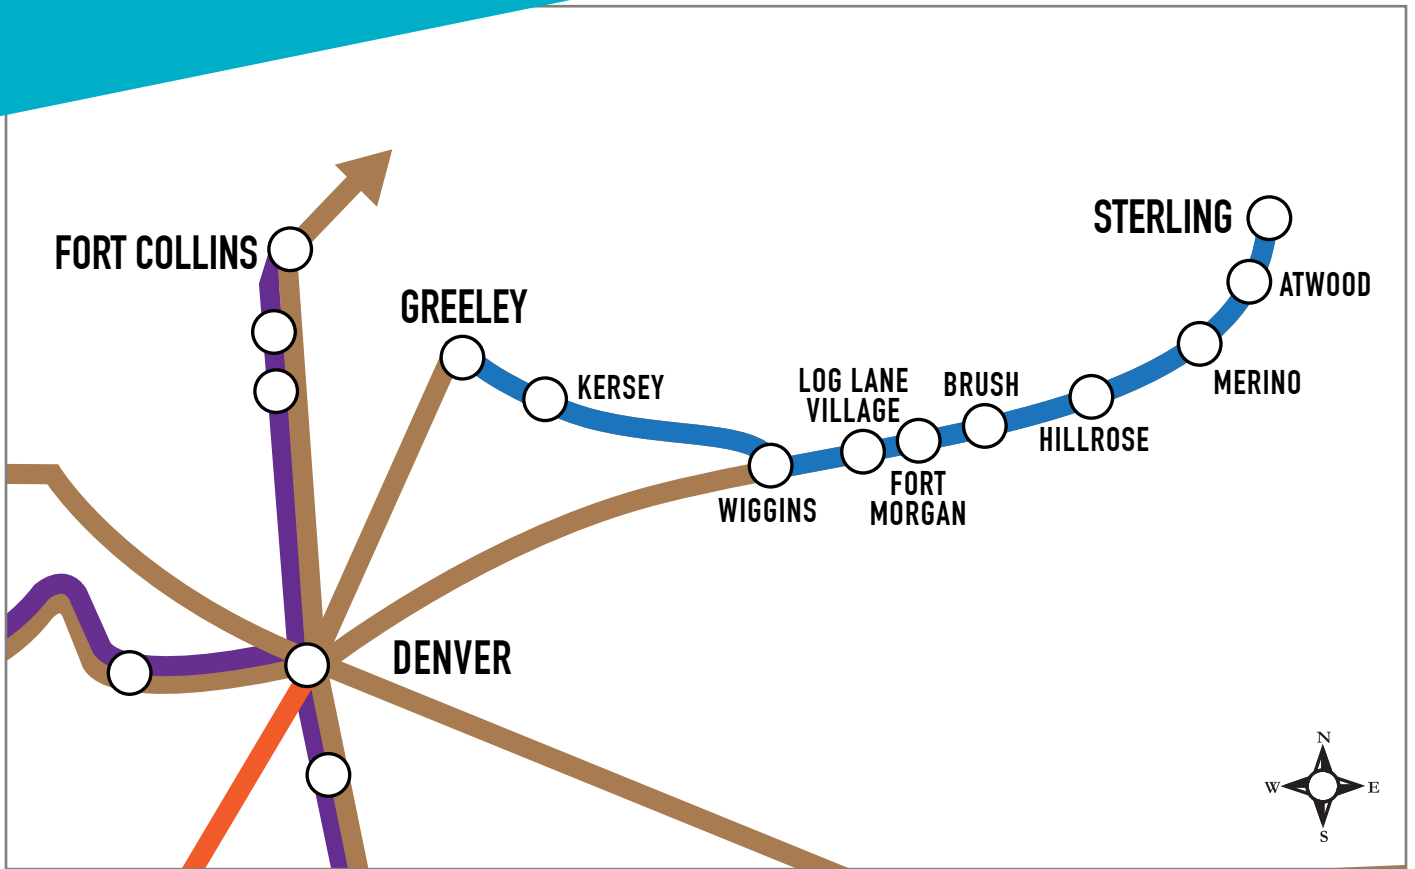 STERLING
FORT COLLINS
ATWOOD
GREELEY
LOG LANE
VILLAGE
BRUSH
KERSEY
MERINO
HILLROSE
FORT
MORGAN
WIGGINS
DENVER
N
W
E
S